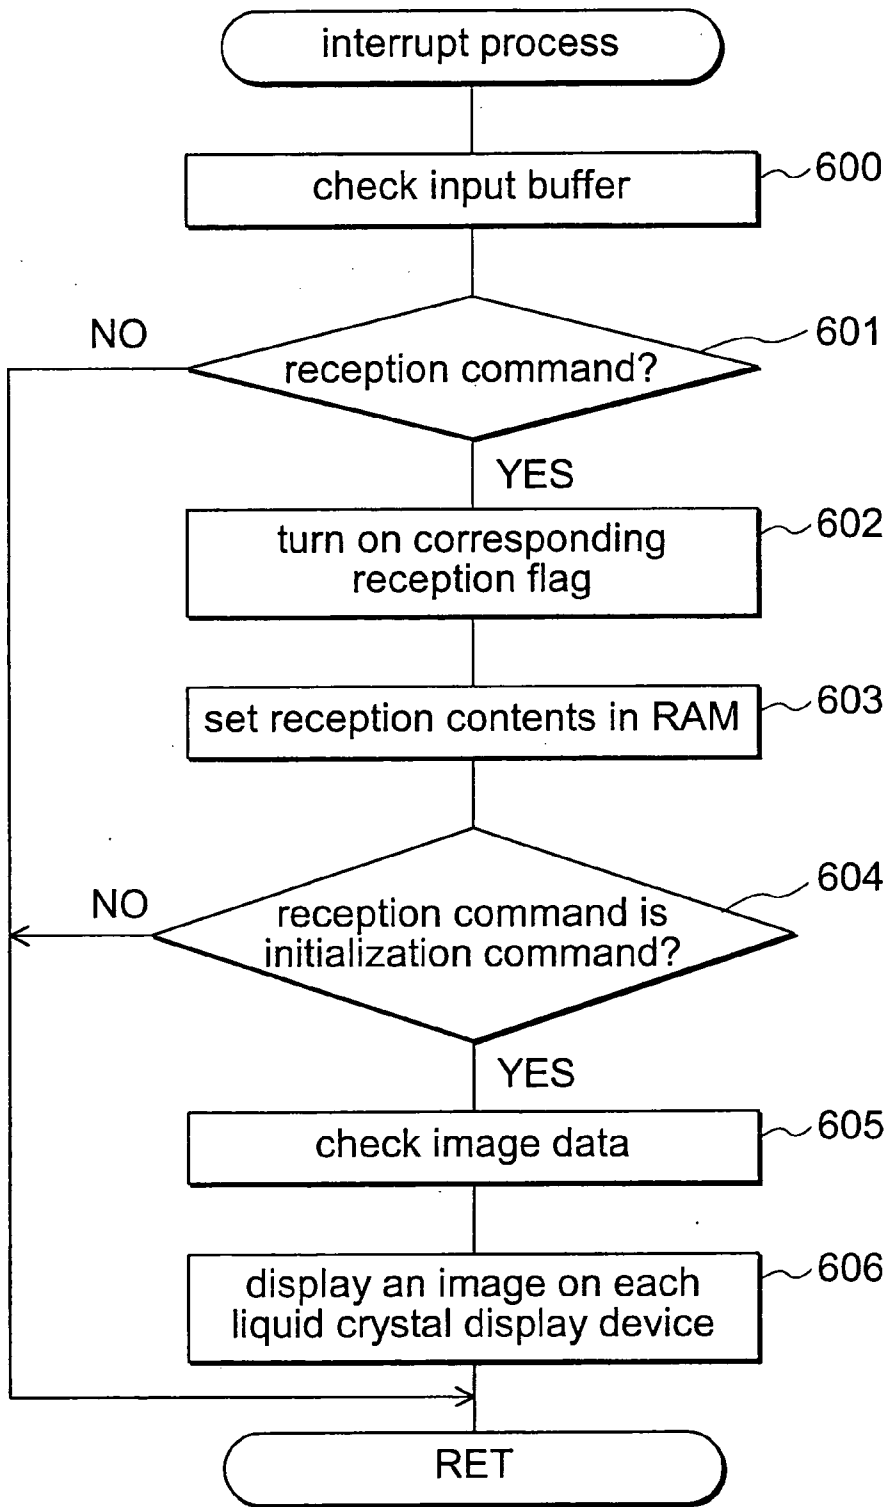 interrupt process
check input buffer
600
NO
601
reception command?
YES
602
turn on corresponding
reception flag
603
set reception contents in RAM
604
NO
reception command is
initialization command?
YES
605
check image data
606
display an image on each
liquid crystal display device
RET